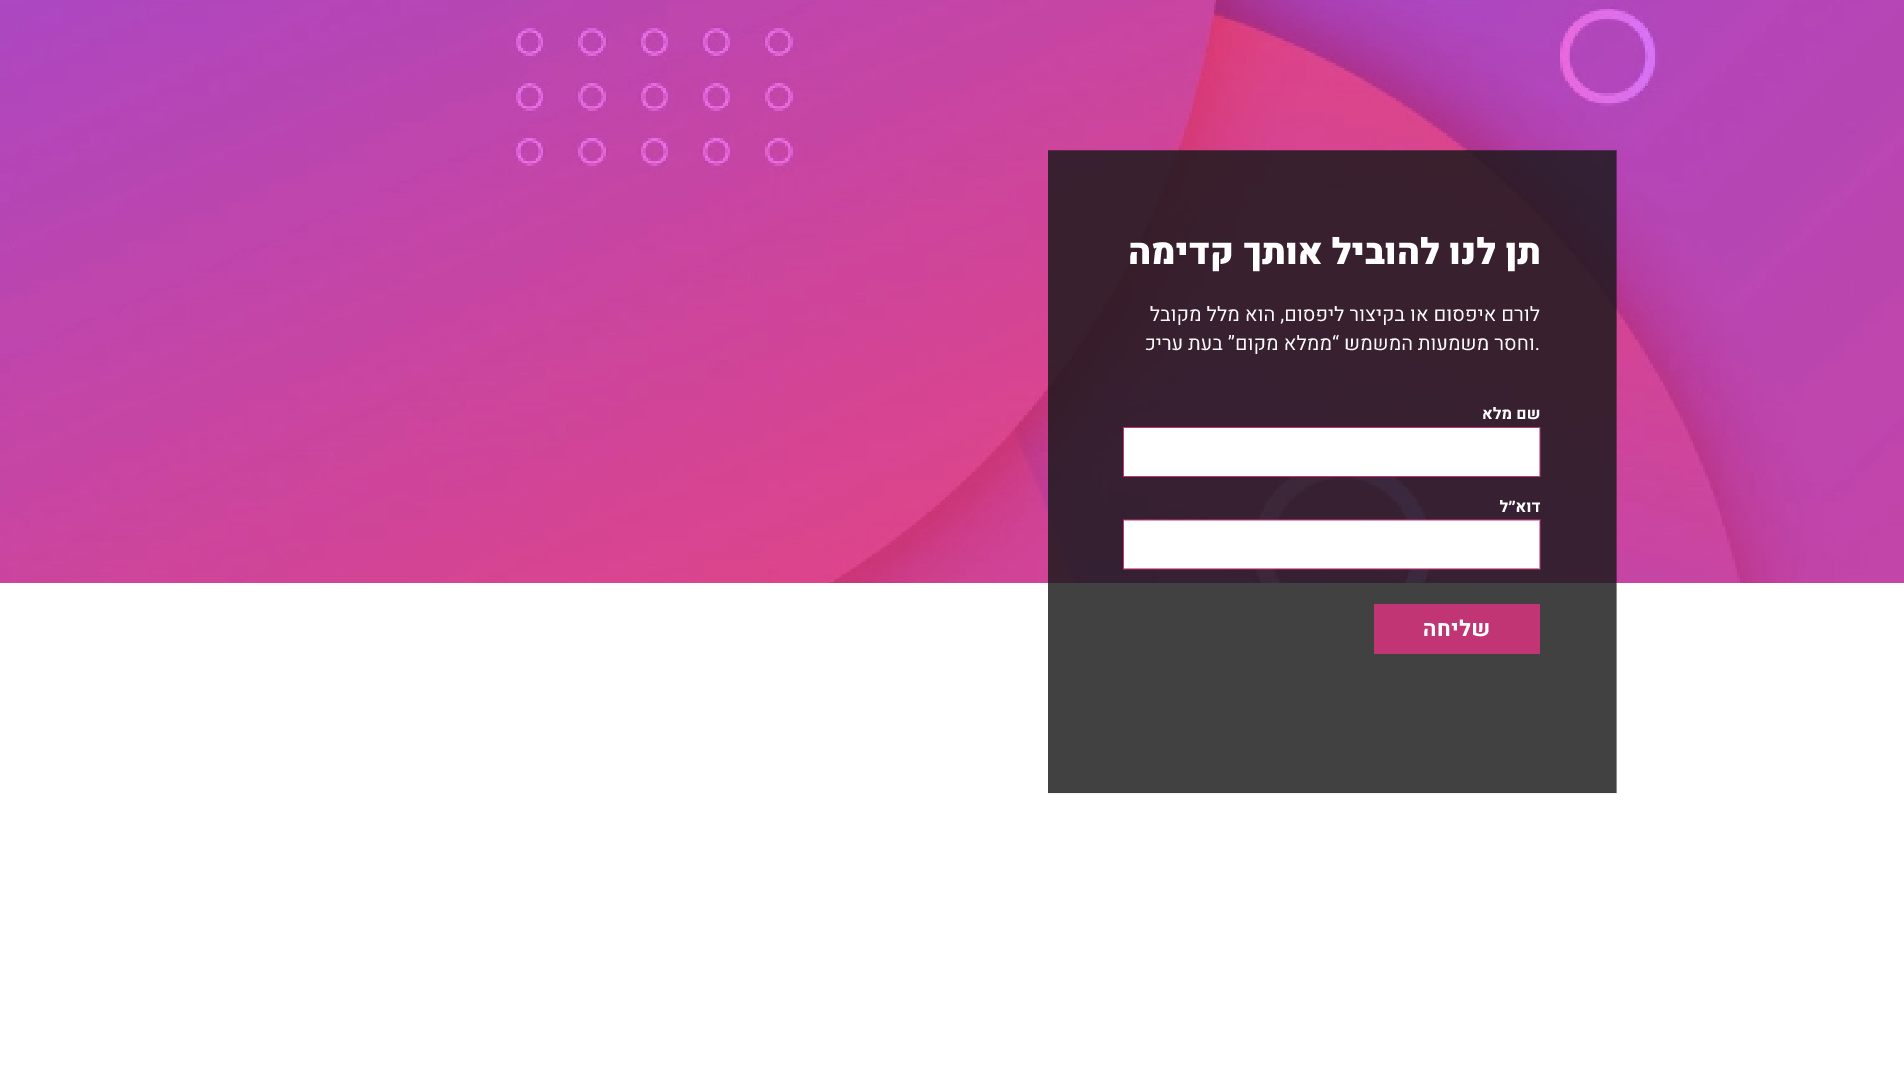 תן לנו להוביל אותך קדימה
לורם איפסום או בקיצור ליפסום, הוא מלל מקובל
.וחסר משמעות המשמש “ממלא מקום” בעת עריכ
שם מלא
דוא״ל
שליחה